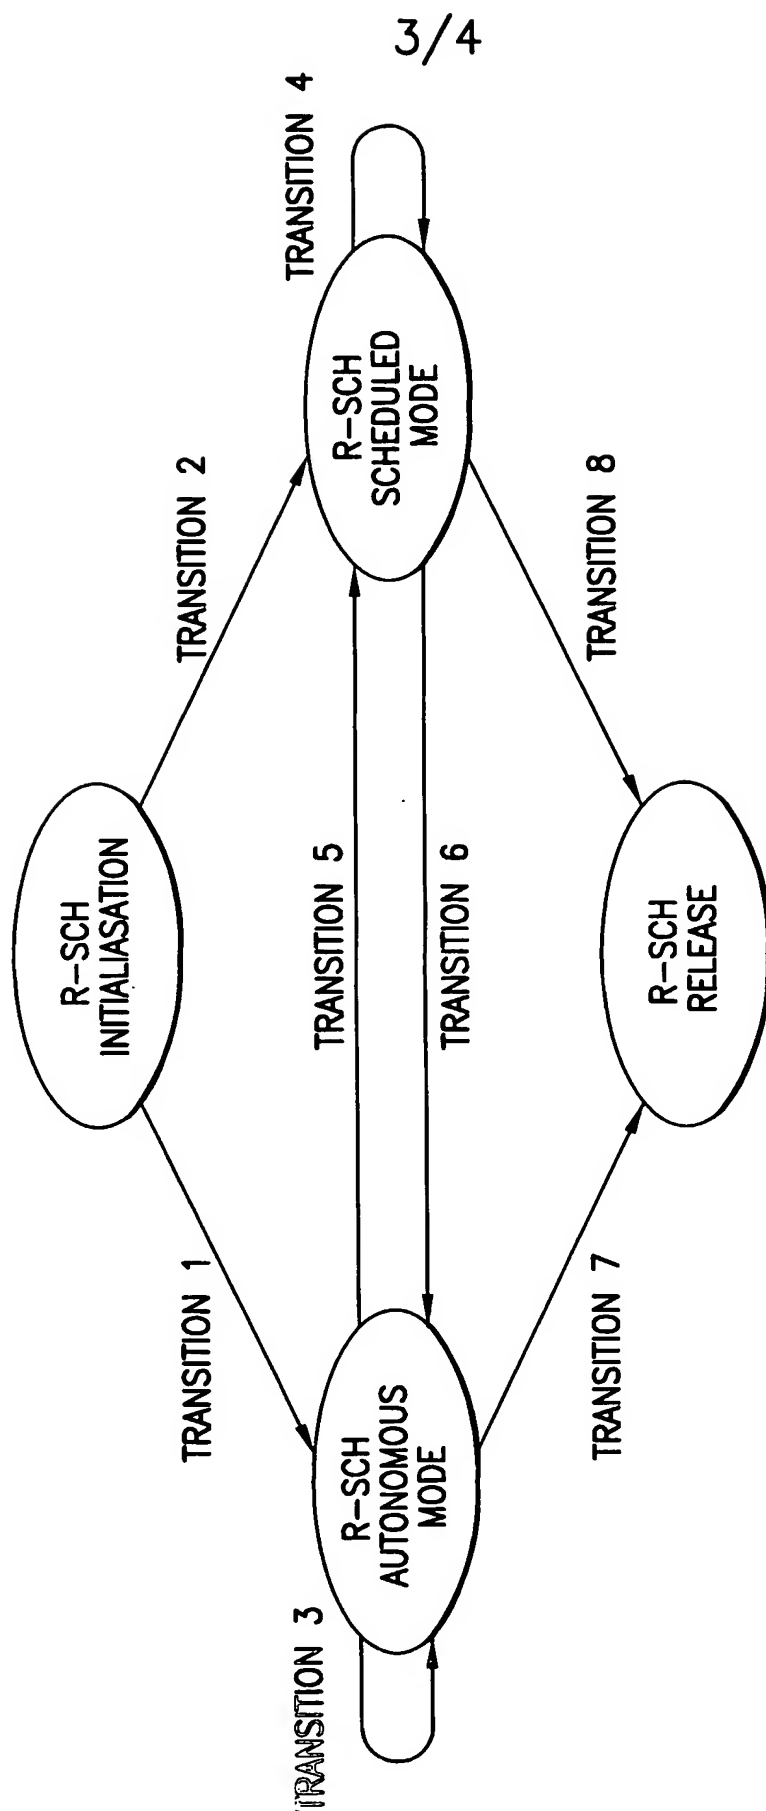 3/4
R-SCH
INITIALIASATION
TRANSITION 1
TRANSITION 2
TRANSITION 3
R-SCH
AUTONOMOUS
MODE
TRANSITION 5
TRANSITION 6
R-SCH
SCHEDULED
MODE
TRANSITION 4
TRANSITION 7
TRANSITION 8
R-SCH
RELEASE